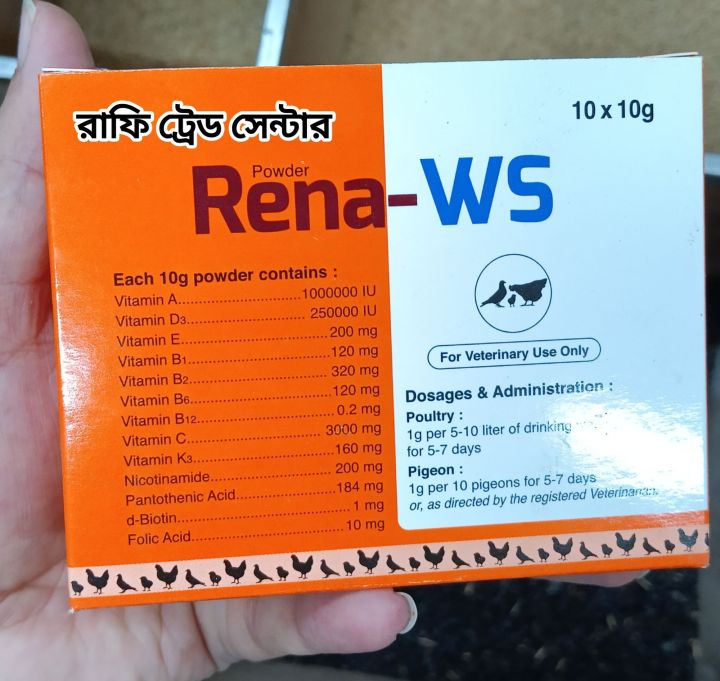 রাফি ট্রেড সেন্টার
10 x 10g
Powder
Rena-WS
Each 10g powder contains :
Vitamin A..............................1000000 IU
Vitamin D3............................ 250000 IU
Vitamin E....................................200 mg
Vitamin B1...................................120 mg
Vitamin B2...................................320 mg
Vitamin B6...................................120 mg
Vitamin B12..................................0.2 mg
Vitamin C.................................. 3000 mg
Vitamin K3...................................160 mg
Nicotinamide..............................200 mg
Pantothenic Acid.........................184 mg
d-Biotin..........................................1 mg
Folic Acid......................................10 mg
For Veterinary Use Only
Dosages & Administration :
Poultry :
1g per 5-10 liter of drinking
for 5-7 days
Pigeon :
1g per 10 pigeons for 5-7 days
or, as directed by the registered Veterinarian.